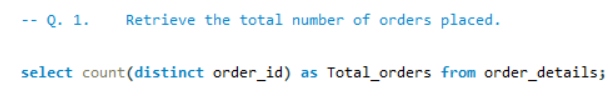 -- Q. 1.    Retrieve the total number of orders placed.
select count(distinct order_id) as Total_orders from order_details;